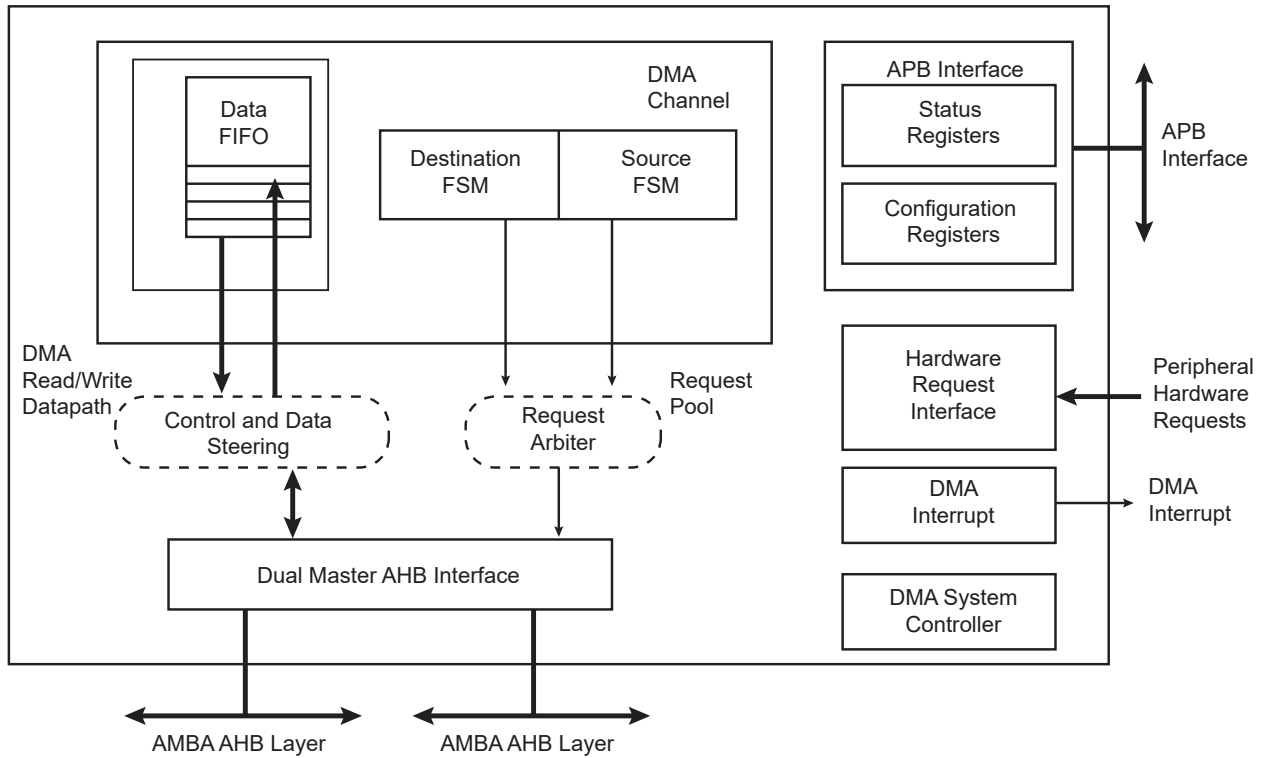 DMA
Channel
Data
FIFO
Destination
FSM
Source
FSM
APB Interface
Status
Registers
Configuration
Registers
APB
Interface
DMA
Read/Write
Datapath
Control and Data
Steering
Request
Arbiter
Request
Pool
Hardware
Request
Interface
Peripheral
Hardware
Requests
DMA
Interrupt
DMA
Interrupt
Dual Master AHB Interface
DMA System
Controller
AMBA AHB Layer
AMBA AHB Layer